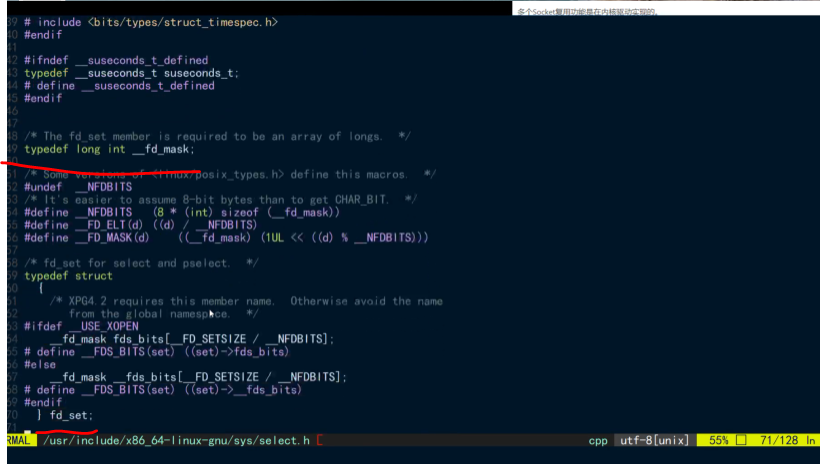 多个Socket复用功能是在内核驱动实现的。
39 # include <bits/types/struct_timespec.h>
40 #endif
41
42 #ifndef __suseconds_t_defined
43 typedef __suseconds_t suseconds_t;
44 # define __suseconds_t_defined
45 #endif
46
47
48 /* The fd_set member is required to be an array of longs.  */
49 typedef long int __fd_mask;
50
51 /* Some versions of <linux/posix_types.h> define this macros.  */
52 #undef  __NFDBITS
53 /* It's easier to assume 8-bit bytes than to get CHAR_BIT.  */
54 #define __NFDBITS   (8 * (int) sizeof (__fd_mask))
55 #define __FD_ELT(d) ((d) / __NFDBITS)
56 #define __FD_MASK(d)    ((__fd_mask) (1UL << ((d) % __NFDBITS)))
57
58 /* fd_set for select and pselect.  */
59 typedef struct
60   {
61     /* XPG4.2 requires this member name.  Otherwise avoid the name
62        from the global namespace.  */
63 #ifdef __USE_XOPEN
64     __fd_mask fds_bits[__FD_SETSIZE / __NFDBITS];
65 # define __FDS_BITS(set) ((set)->fds_bits)
66 #else
67     __fd_mask __fds_bits[__FD_SETSIZE / __NFDBITS];
68 # define __FDS_BITS(set) ((set)->__fds_bits)
69 #endif
70   } fd_set;
71
RMAL /usr/include/x86_64-linux-gnu/sys/select.h [ cpp utf-8[unix] 55% 71/128 ln